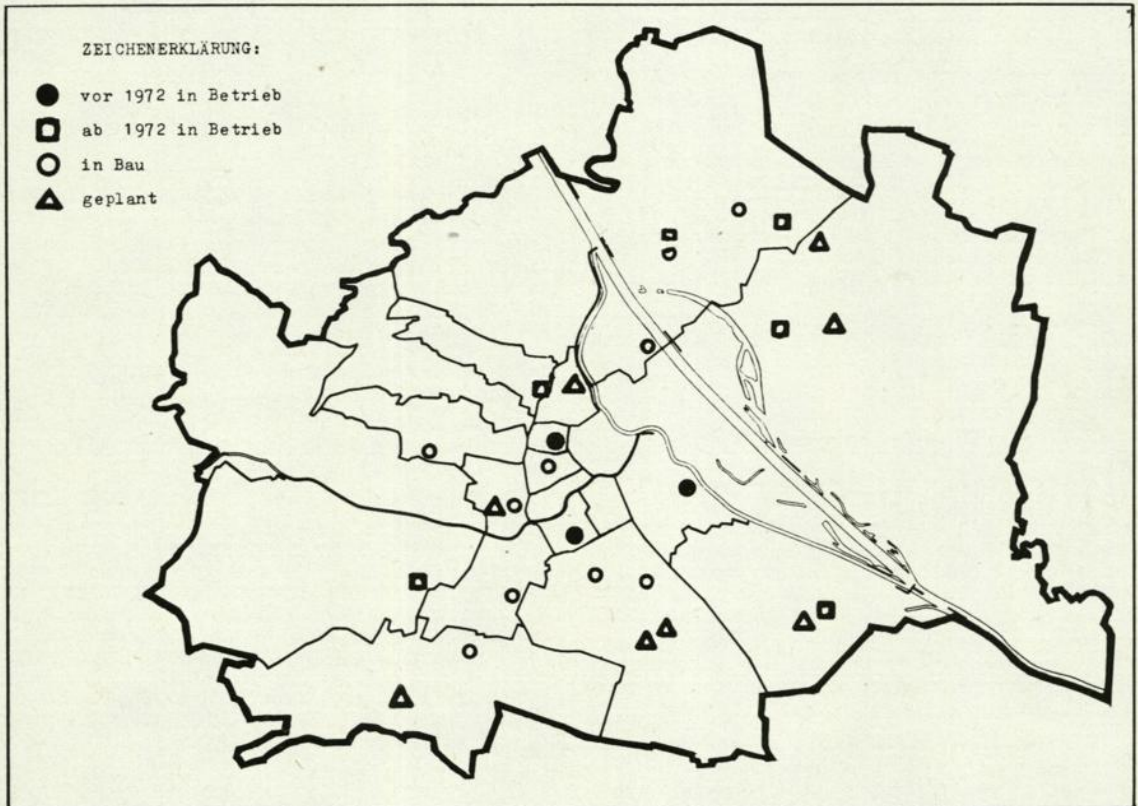 ZEICHENERKLÄRUNG:
vor 1972 in Betrieb
ab 1972 in Betrieb
in Bau
geplant